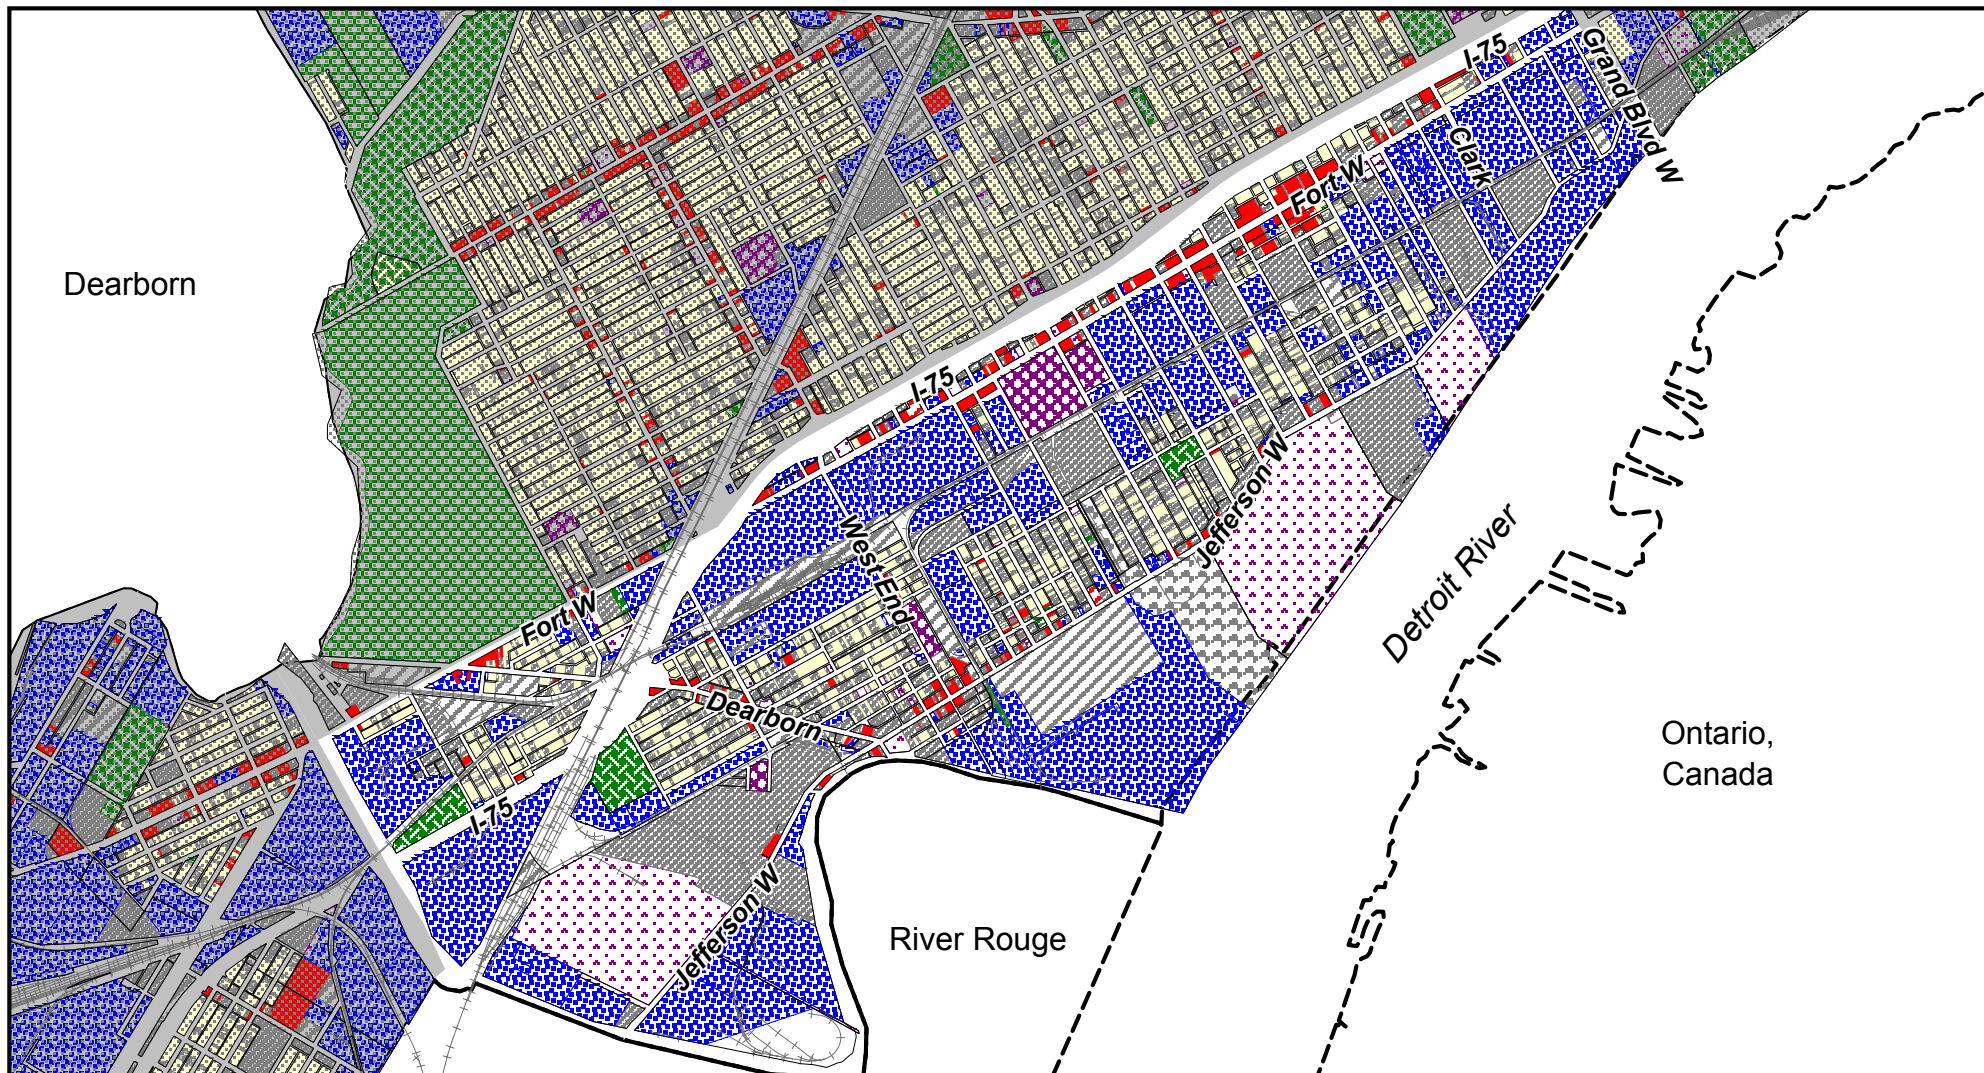 I-75
Grand Blvd W
Clark
Fort W
Dearborn
I-75
Jefferson W
West End
Detroit River
Fort W
Dearborn
Ontario,
Canada
I-75
River Rouge
Jefferson W